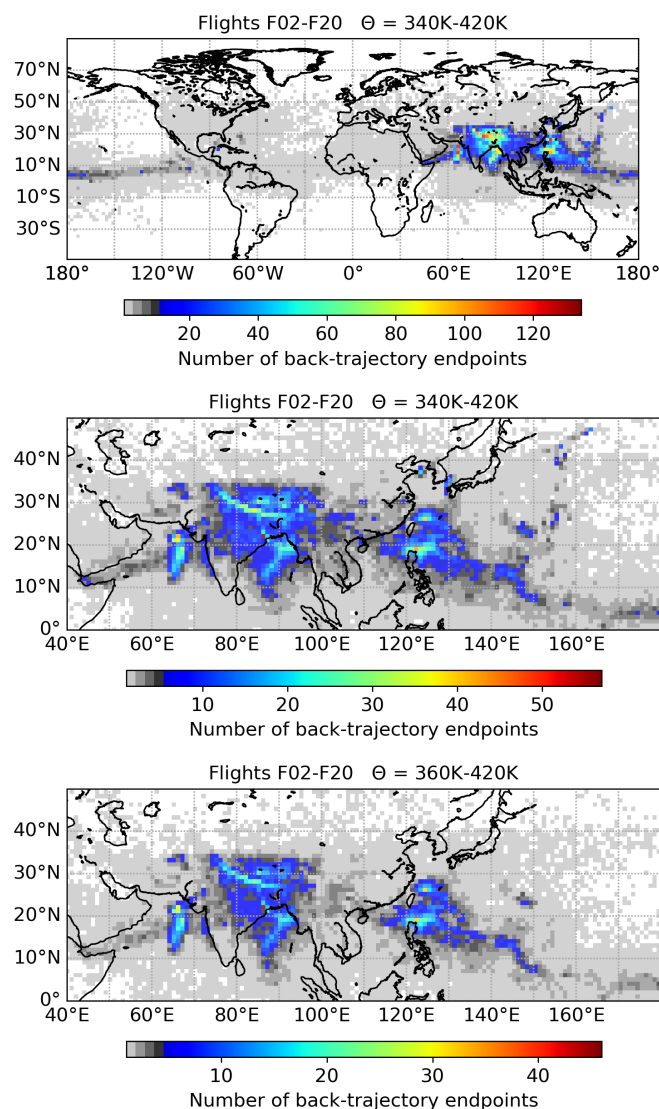 Flights F02-F20 Θ = 340K-420K
70°N
50°N
30°N
10°N
10°S
30°S
180° 120°W 60°W 0° 60°E 120°E 180°
20 40 60 80 100 120
Number of back-trajectory endpoints
Flights F02-F20 Θ = 340K-420K
40°N
30°N
20°N
10°N
0°
40°E 60°E 80°E 100°E 120°E 140°E 160°E
10 20 30 40 50
Number of back-trajectory endpoints
Flights F02-F20 Θ = 360K-420K
40°N
30°N
20°N
10°N
0°
40°E 60°E 80°E 100°E 120°E 140°E 160°E
10 20 30 40
Number of back-trajectory endpoints